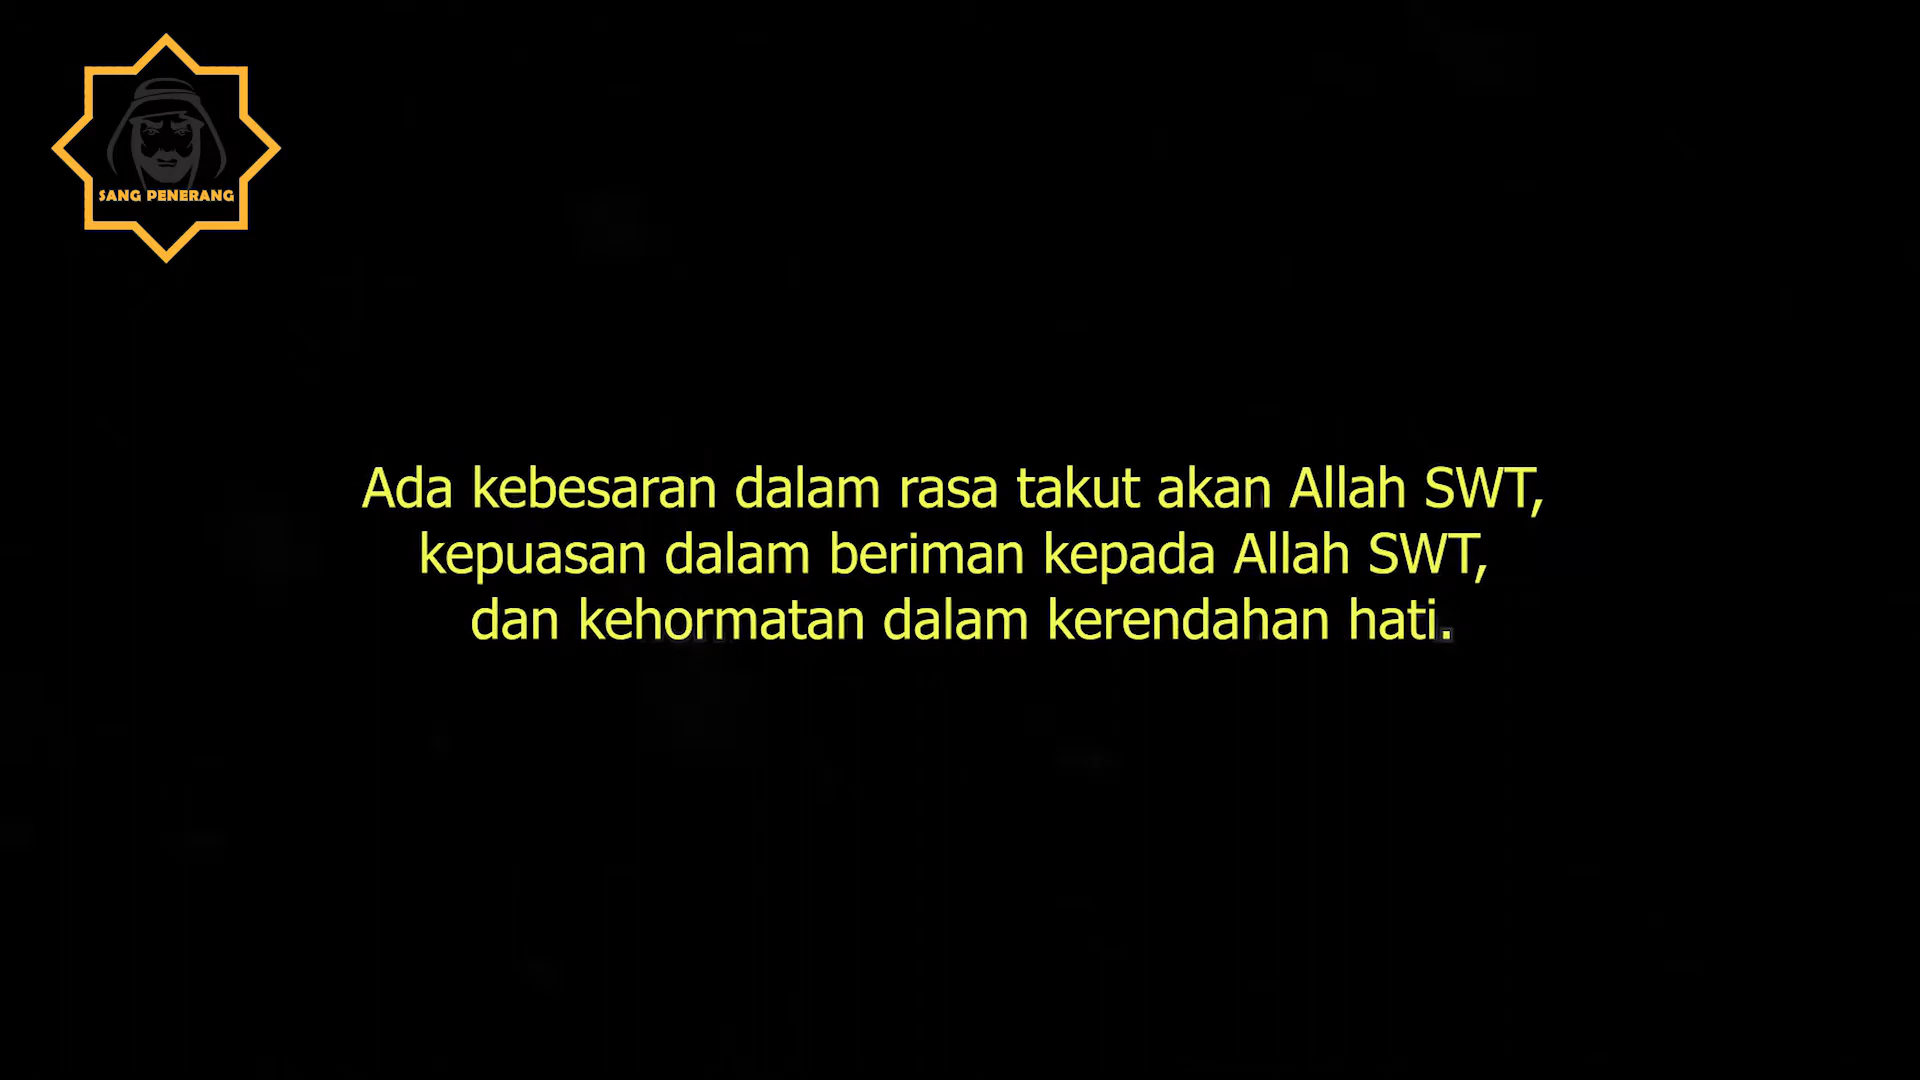 SANG PENERANG
Ada kebesaran dalam rasa takut akan Allah SWT,
kepuasan dalam beriman kepada Allah SWT,
dan kehormatan dalam kerendahan hati.